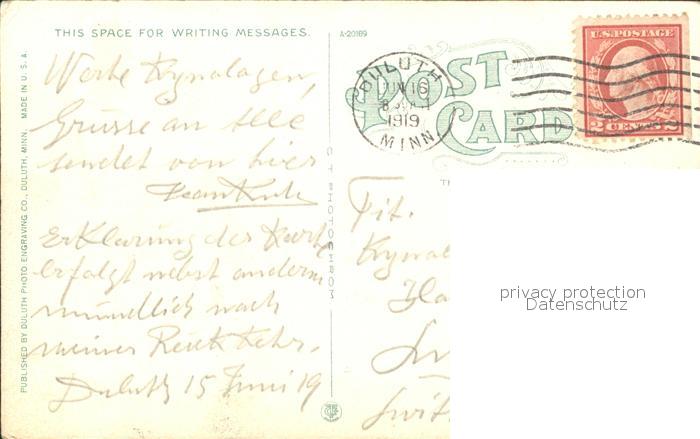 THIS SPACE FOR WRITING MESSAGES.
A-20189
POST
CARD
DULUTH
JUN 16
1919
MINN
U.S. POSTAGE
2 CENTS 2
MADE IN U.S.A.
PUBLISHED BY DULUTH PHOTO ENGRAVING CO., DULUTH, MINN.
C T PHOTOCHROM
Werte
Grüsse an Alle
sendet von hier
Erklärung der Karte
erfolgt nebst anderm
mündlich nach
meiner Rückkehr.
Duluth 15 Juni 19
Tit.
privacy protection
Datenschutz